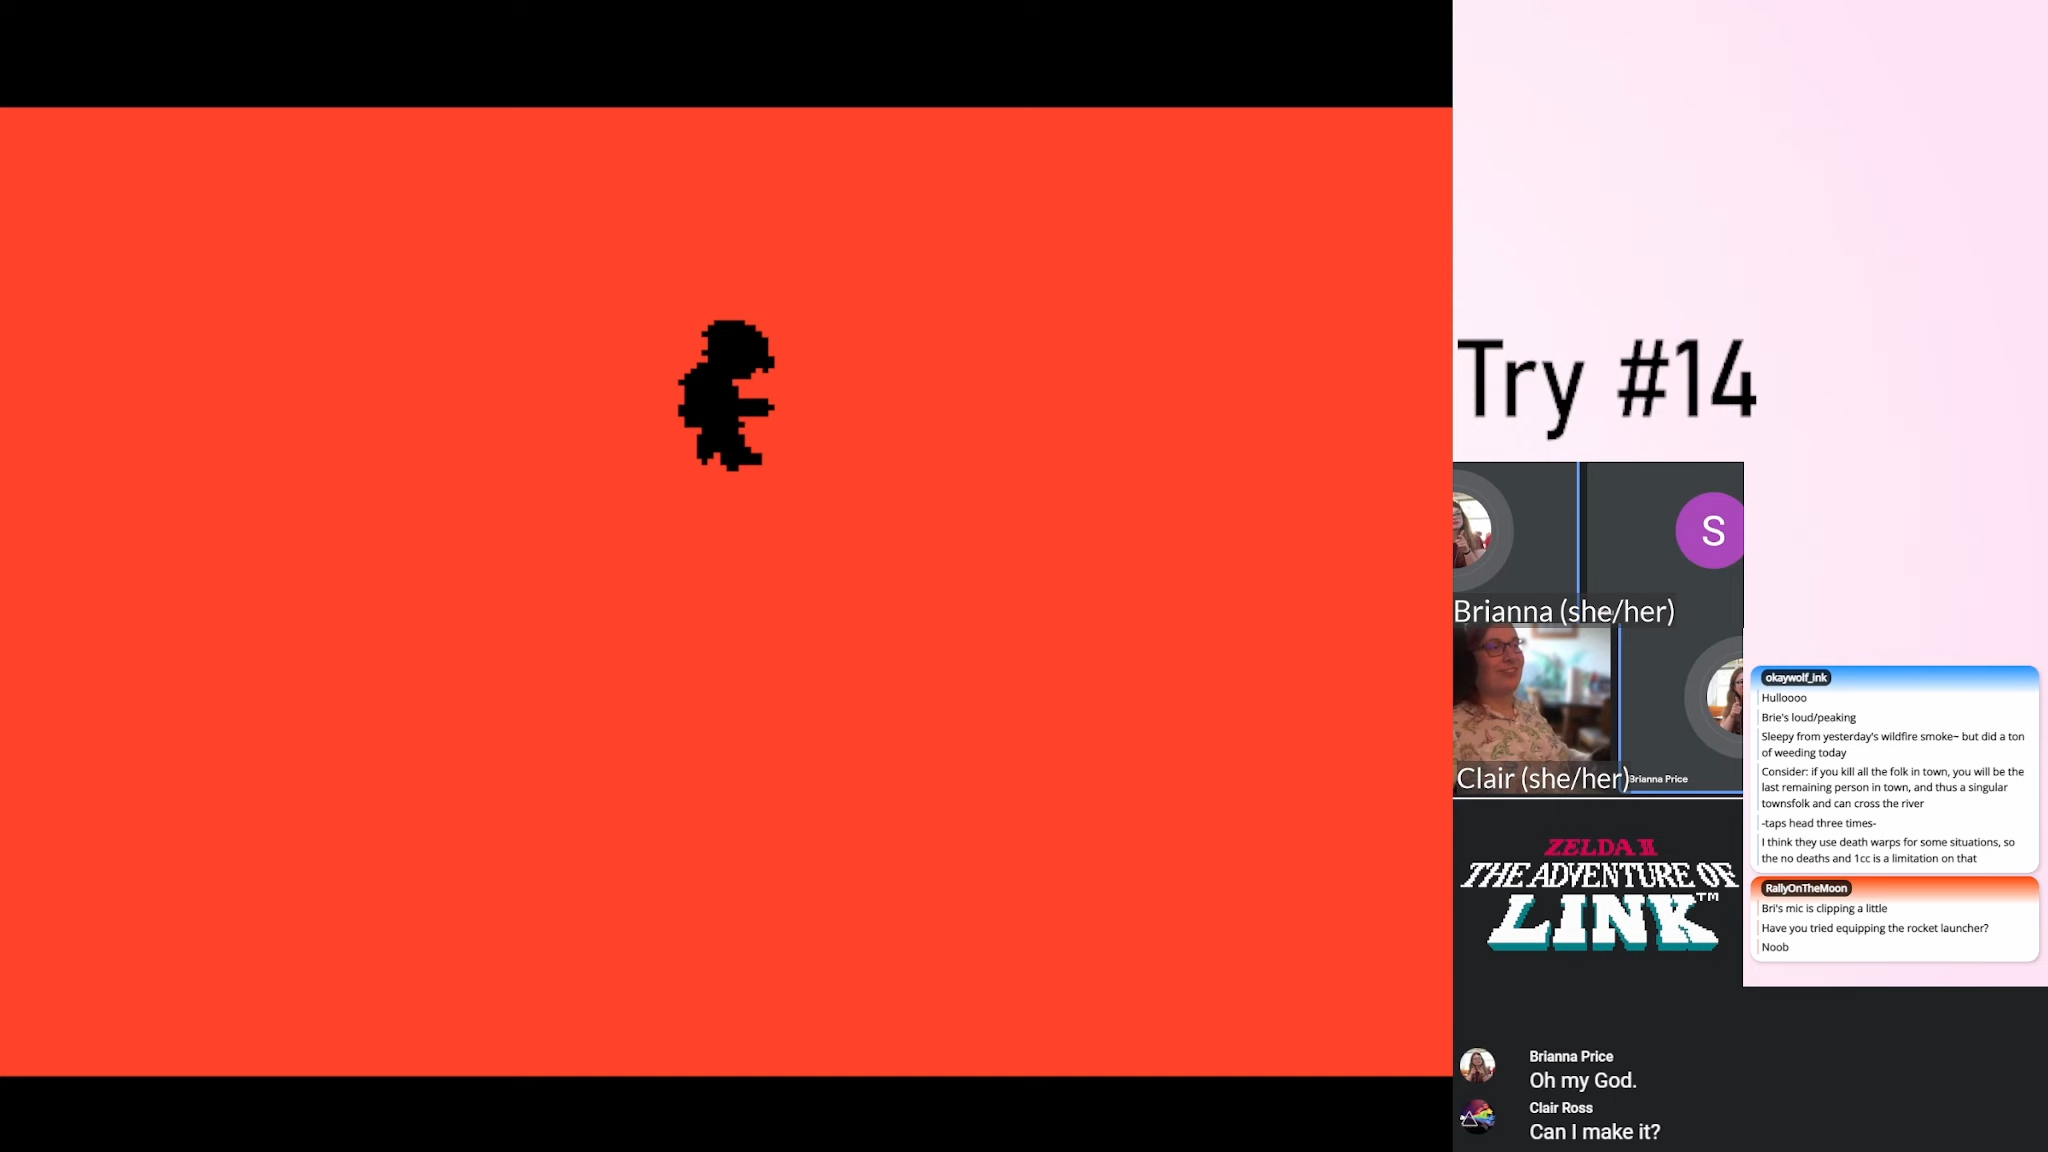 Try #14
S
Brianna (she/her)
Clair (she/her)
Brianna Price
okaywolf_ink
Hulloooo
Brie's loud/peaking
Sleepy from yesterday's wildfire smoke~ but did a ton
of weeding today
Consider: if you kill all the folk in town, you will be the
last remaining person in town, and thus a singular
townsfolk and can cross the river
-taps head three times-
I think they use death warps for some situations, so
the no deaths and 1cc is a limitation on that
RallyOnTheMoon
Bri's mic is clipping a little
Have you tried equipping the rocket launcher?
Noob
ZELDA II
THE ADVENTURE OF
LINK™
Brianna Price
Oh my God.
Clair Ross
Can I make it?